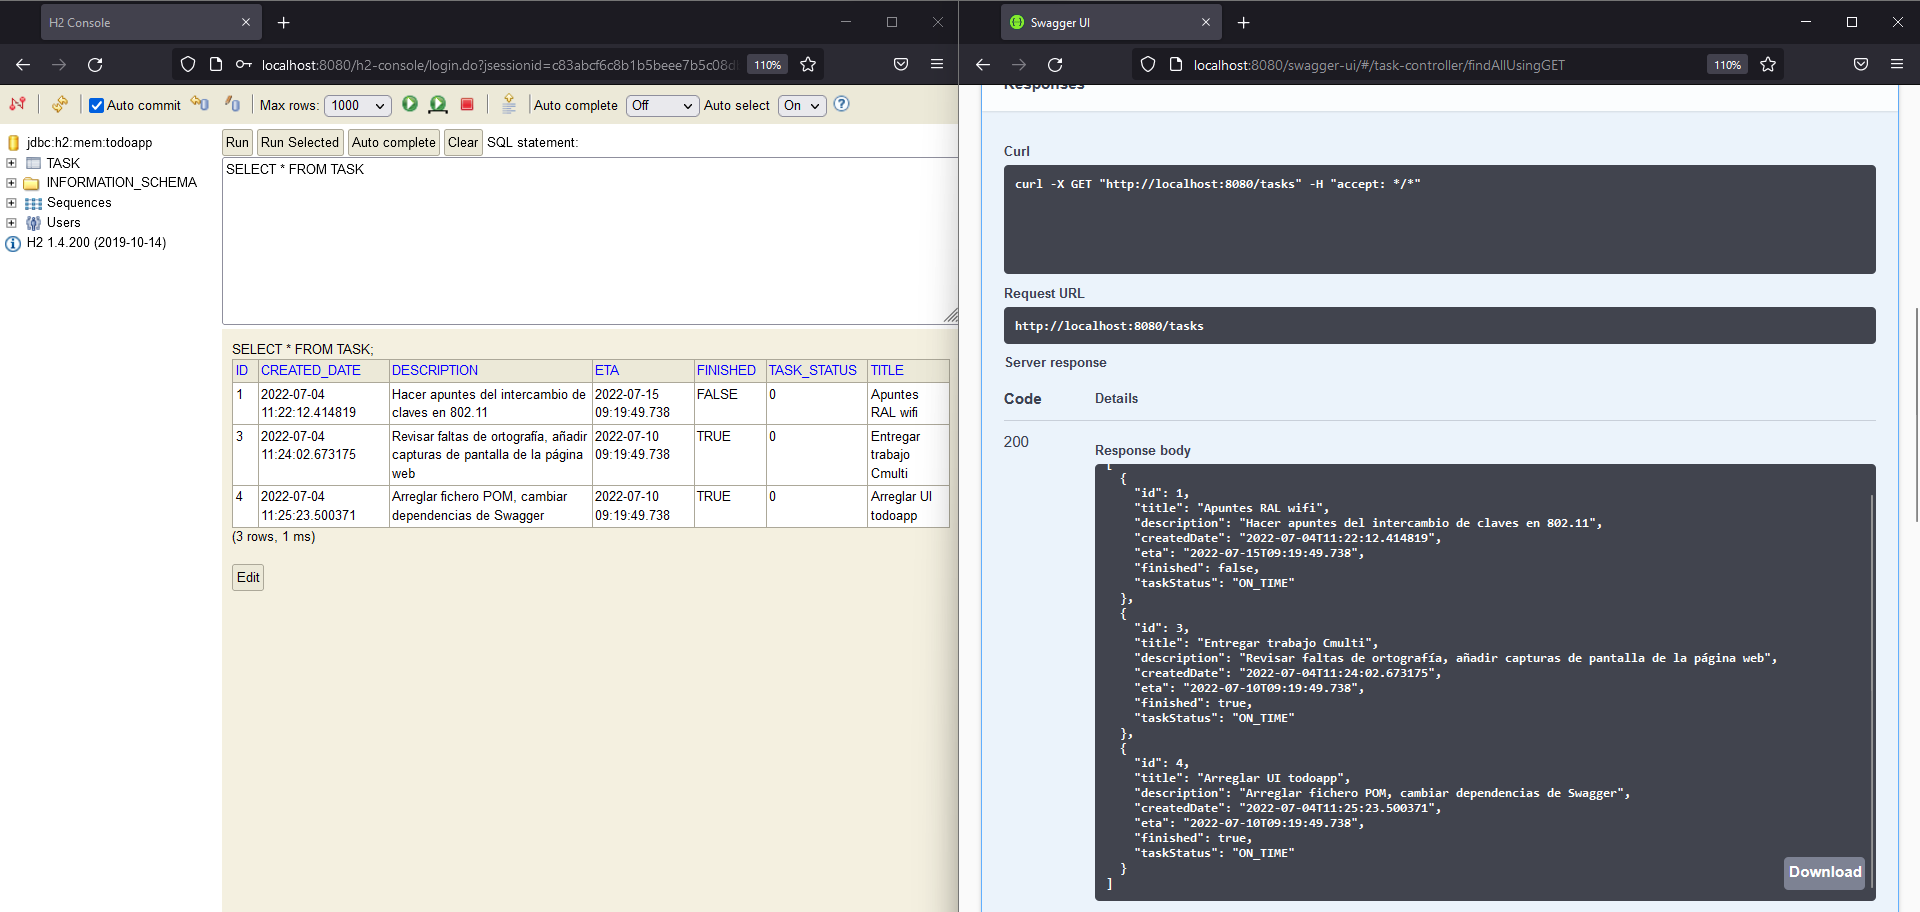 H2 Console
localhost:8080/h2-console/login.do?jsessionid=c83abcf6c8b1b5beee7b5c08d
110%
Auto commit
Max rows: 1000
Auto complete Off
Auto select On
jdbc:h2:mem:todoapp
TASK
INFORMATION_SCHEMA
Sequences
Users
H2 1.4.200 (2019-10-14)
Run Run Selected Auto complete Clear SQL statement:
SELECT * FROM TASK
SELECT * FROM TASK;
ID CREATED_DATE DESCRIPTION ETA FINISHED TASK_STATUS TITLE
1 2022-07-04 Hacer apuntes del intercambio de 2022-07-15 FALSE 0 Apuntes
11:22:12.414819 claves en 802.11 09:19:49.738 RAL wifi
3 2022-07-04 Revisar faltas de ortografía, añadir 2022-07-10 TRUE 0 Entregar
11:24:02.673175 capturas de pantalla de la página 09:19:49.738 trabajo
web Cmulti
4 2022-07-04 Arreglar fichero POM, cambiar 2022-07-10 TRUE 0 Arreglar UI
11:25:23.500371 dependencias de Swagger 09:19:49.738 todoapp
(3 rows, 1 ms)
Edit
Swagger UI
localhost:8080/swagger-ui/#/task-controller/findAllUsingGET
110%
Responses
Curl
curl -X GET "http://localhost:8080/tasks" -H "accept: */*"
Request URL
http://localhost:8080/tasks
Server response
Code Details
200
Response body
[
{
"id": 1,
"title": "Apuntes RAL wifi",
"description": "Hacer apuntes del intercambio de claves en 802.11",
"createdDate": "2022-07-04T11:22:12.414819",
"eta": "2022-07-15T09:19:49.738",
"finished": false,
"taskStatus": "ON_TIME"
},
{
"id": 3,
"title": "Entregar trabajo Cmulti",
"description": "Revisar faltas de ortografía, añadir capturas de pantalla de la página web",
"createdDate": "2022-07-04T11:24:02.673175",
"eta": "2022-07-10T09:19:49.738",
"finished": true,
"taskStatus": "ON_TIME"
},
{
"id": 4,
"title": "Arreglar UI todoapp",
"description": "Arreglar fichero POM, cambiar dependencias de Swagger",
"createdDate": "2022-07-04T11:25:23.500371",
"eta": "2022-07-10T09:19:49.738",
"finished": true,
"taskStatus": "ON_TIME"
}
]
Download